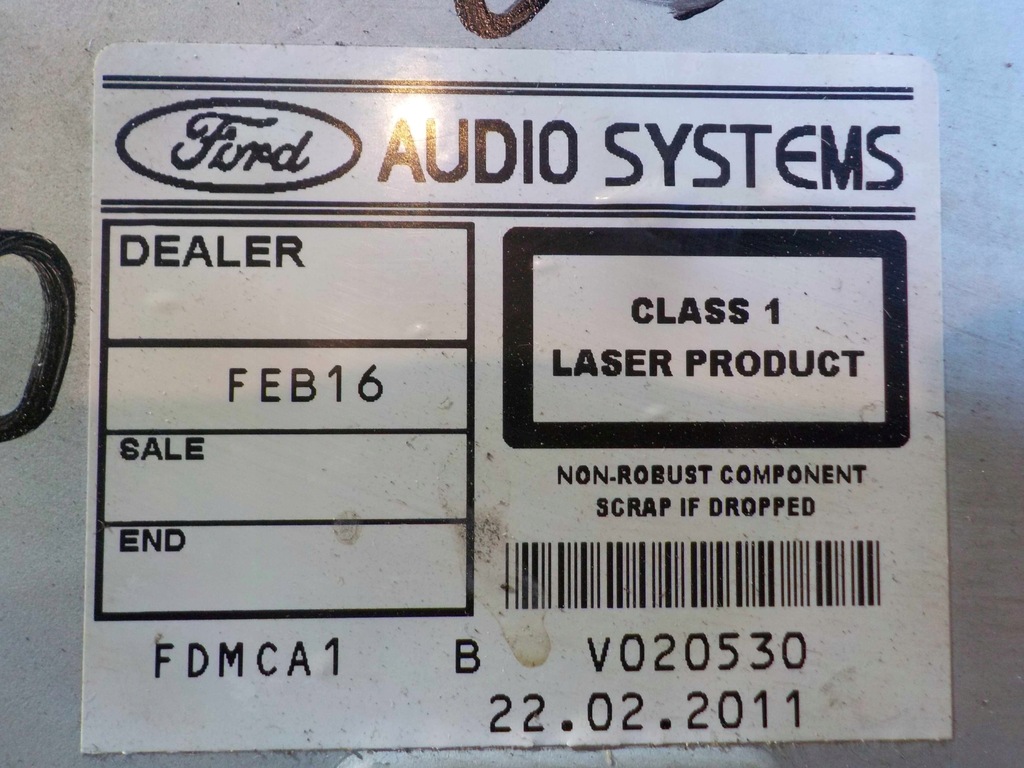 Ford AUDIO SYSTEMS
DEALER
FEB16
SALE
END
CLASS 1
LASER PRODUCT
NON-ROBUST COMPONENT
SCRAP IF DROPPED
FDMCA1 B V020530
22.02.2011